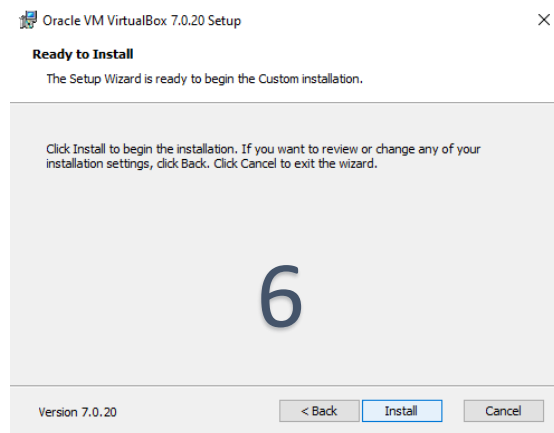 Oracle VM VirtualBox 7.0.20 Setup
Ready to Install
The Setup Wizard is ready to begin the Custom installation.
Click Install to begin the installation. If you want to review or change any of your
installation settings, click Back. Click Cancel to exit the wizard.
6
Version 7.0.20
< Back
Install
Cancel